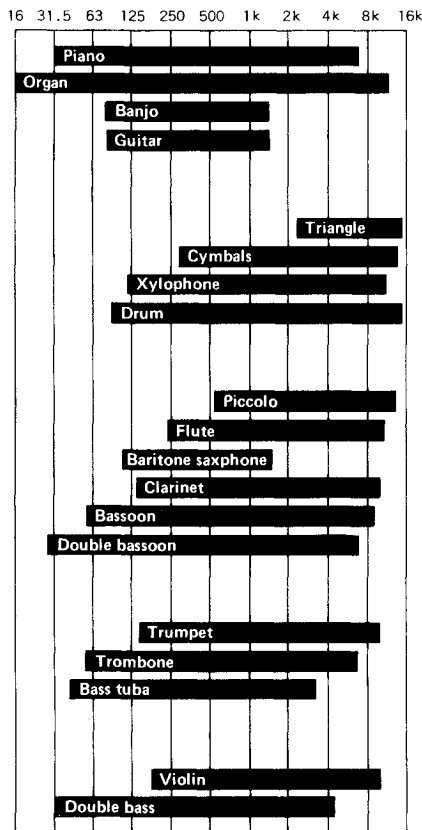 16 31.5 63 125 250 500 1k 2k 4k 8k 16k
Piano
Organ
Banjo
Guitar
Triangle
Cymbals
Xylophone
Drum
Piccolo
Flute
Baritone saxphone
Clarinet
Bassoon
Double bassoon
Trumpet
Trombone
Bass tuba
Violin
Double bass